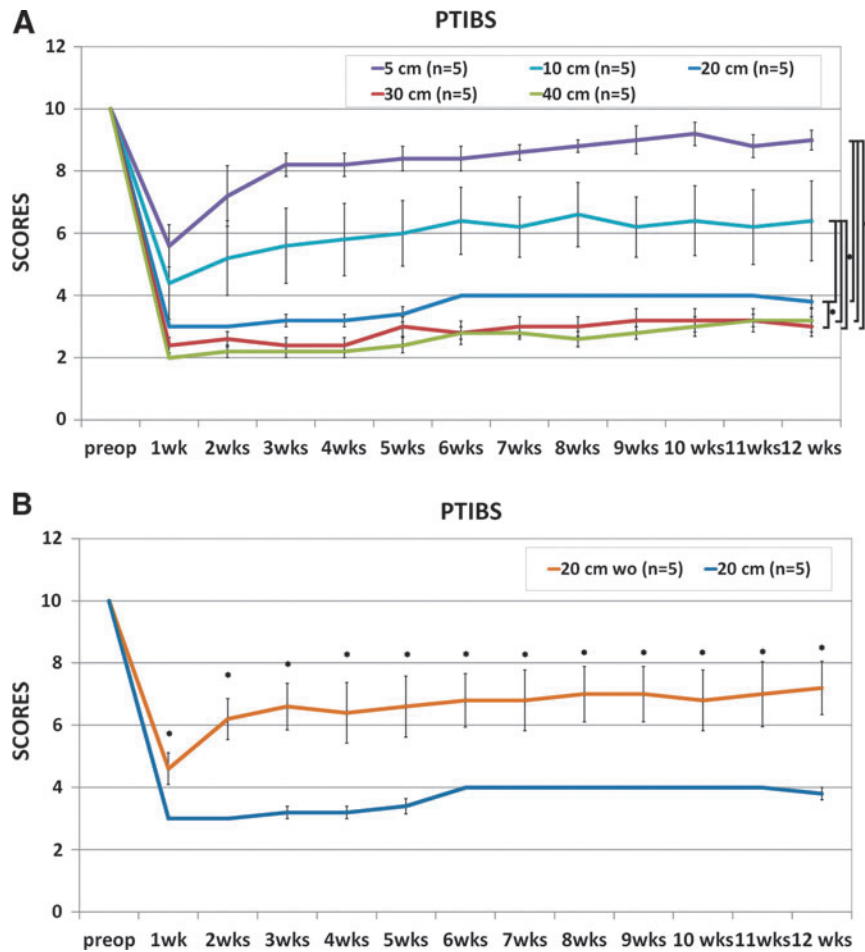 A
PTIBS
12
10
8
6
4
2
0
SCORES
5 cm (n=5) 10 cm (n=5) 20 cm (n=5)
30 cm (n=5) 40 cm (n=5)
preop 1wk 2wks 3wks 4wks 5wks 6wks 7wks 8wks 9wks 10 wks 11wks 12 wks
B
PTIBS
12
10
8
6
4
2
0
SCORES
20 cm wo (n=5) 20 cm (n=5)
preop 1wk 2wks 3wks 4wks 5wks 6wks 7wks 8wks 9wks 10 wks 11wks 12 wks